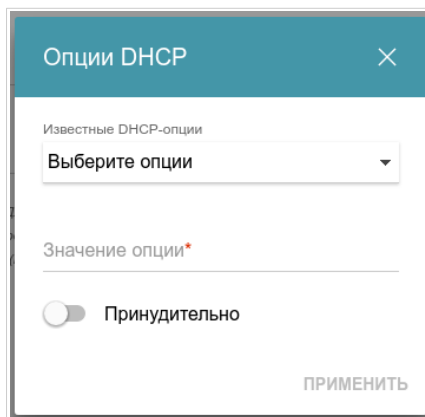 Опции DHCP
Известные DHCP-опции
Выберите опции
Значение опции*
Принудительно
ПРИМЕНИТЬ